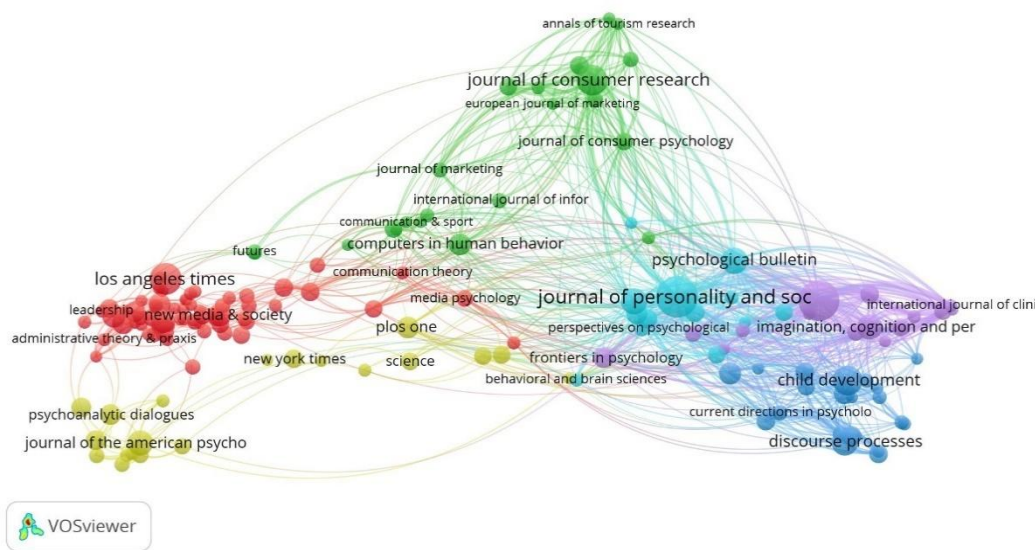 annals of tourism research
journal of consumer research
european journal of marketing
journal of consumer psychology
journal of marketing
international journal of infor
communication & sport
computers in human behavior
futures
psychological bulletin
los angeles times
communication theory
media psychology
journal of personality and soc
international journal of clini
leadership
new media & society
plos one
perspectives on psychological
imagination, cognition and per
administrative theory & praxis
new york times
science
frontiers in psychology
behavioral and brain sciences
child development
psychoanalytic dialogues
current directions in psycholo
journal of the american psycho
discourse processes
VOSviewer